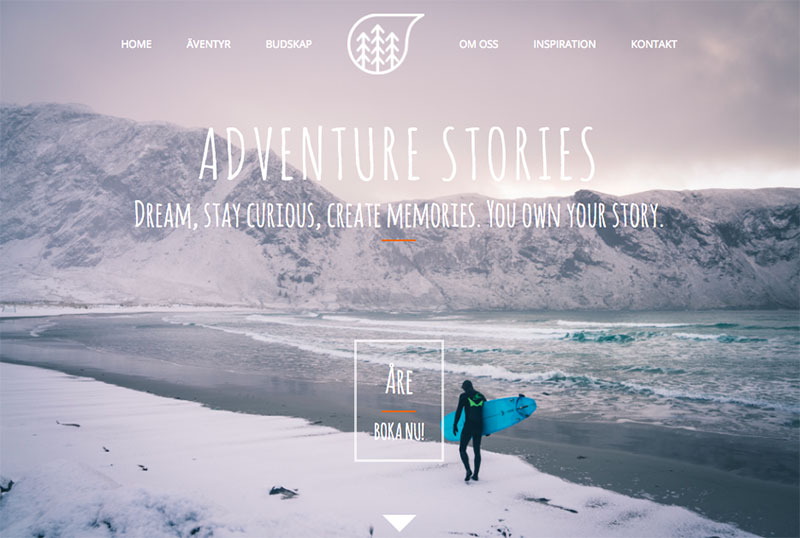 HOME ÄVENTYR BUDSKAP OM OSS INSPIRATION KONTAKT
ADVENTURE STORIES
DREAM, STAY CURIOUS, CREATE MEMORIES. YOU OWN YOUR STORY.
ÅRE
BOKA NU!